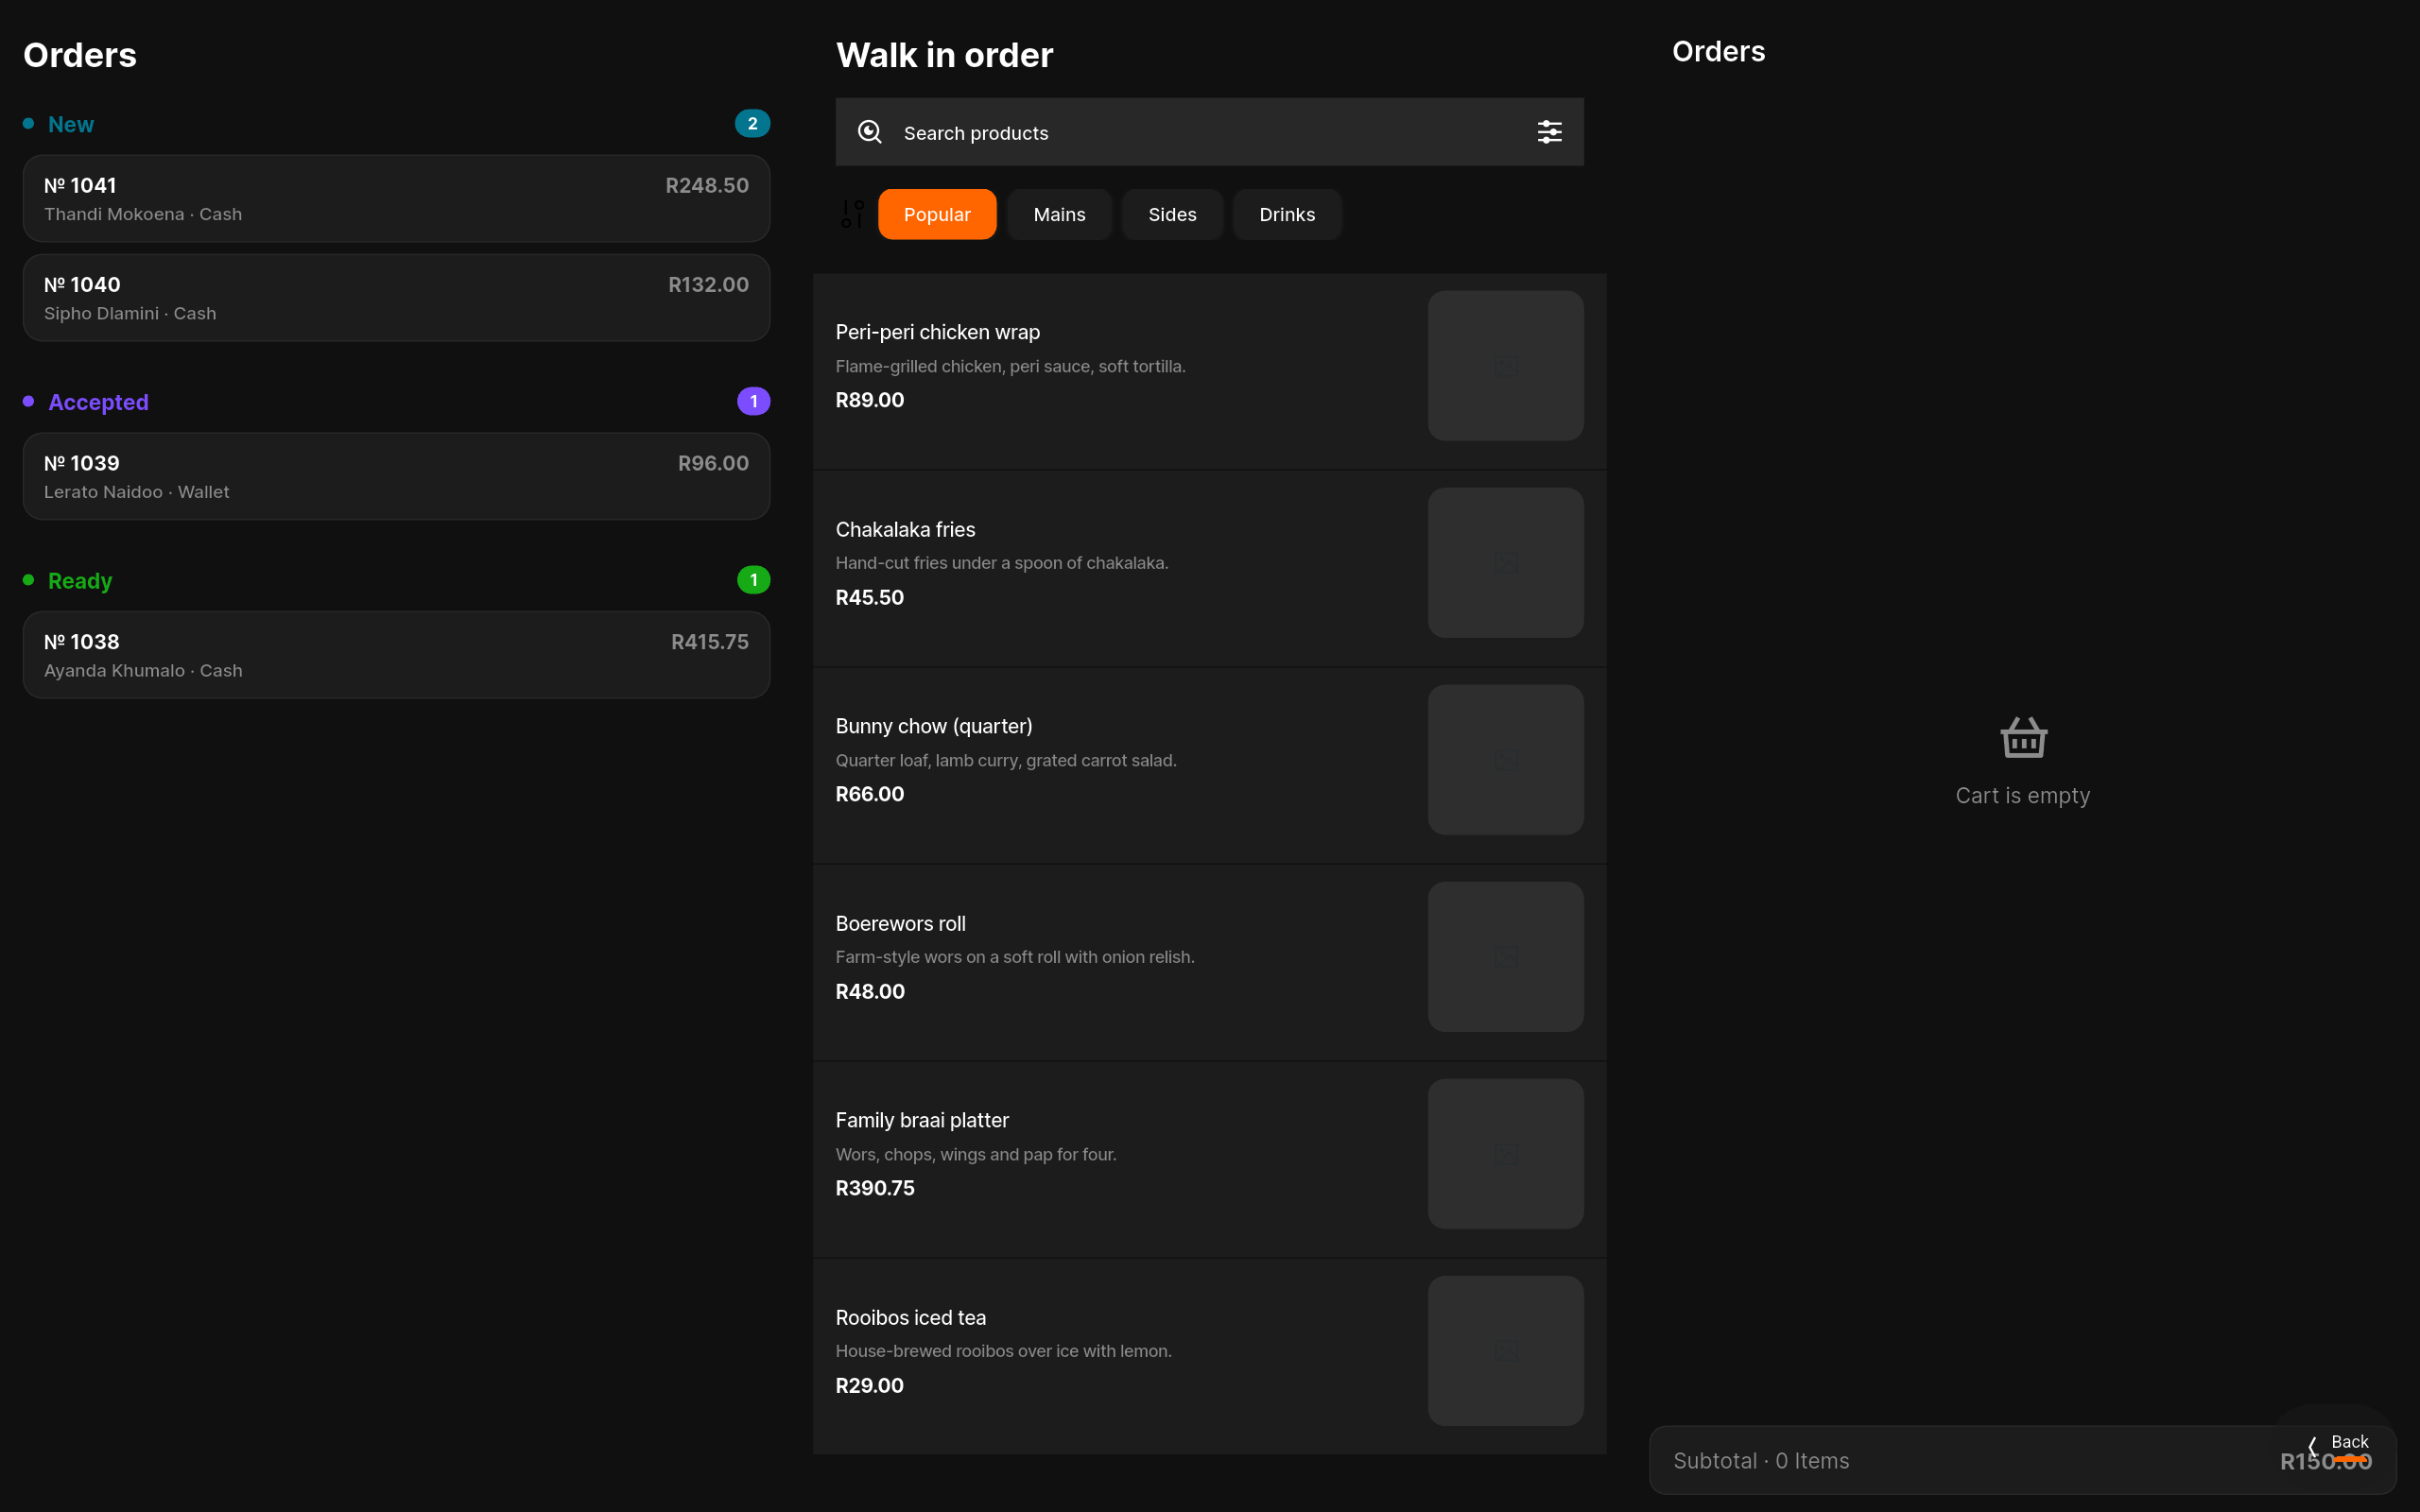 Orders
New
2
№ 1041
R248.50
Thandi Mokoena · Cash
№ 1040
R132.00
Sipho Dlamini · Cash
Accepted
1
№ 1039
R96.00
Lerato Naidoo · Wallet
Ready
1
№ 1038
R415.75
Ayanda Khumalo · Cash
Walk in order
Search products
Popular
Mains
Sides
Drinks
Peri-peri chicken wrap
Flame-grilled chicken, peri sauce, soft tortilla.
R89.00
Chakalaka fries
Hand-cut fries under a spoon of chakalaka.
R45.50
Bunny chow (quarter)
Quarter loaf, lamb curry, grated carrot salad.
R66.00
Boerewors roll
Farm-style wors on a soft roll with onion relish.
R48.00
Family braai platter
Wors, chops, wings and pap for four.
R390.75
Rooibos iced tea
House-brewed rooibos over ice with lemon.
R29.00
Orders
Cart is empty
Back
Subtotal · 0 Items
R150.00